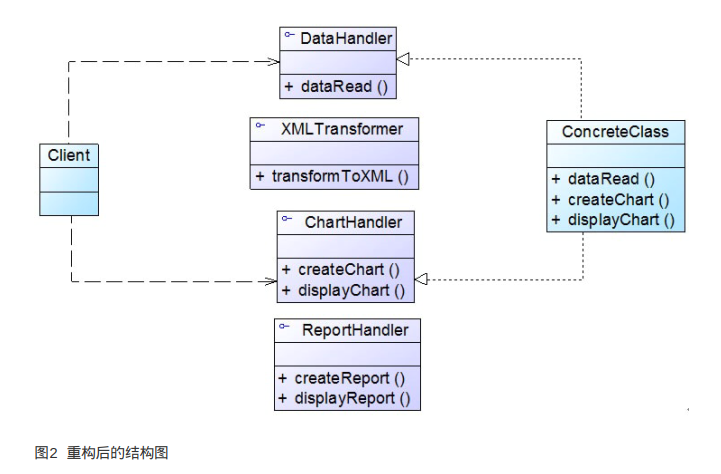 DataHandler
+ dataRead ()
XMLTransformer
+ transformToXML ()
Client
ConcreteClass
+ dataRead ()
+ createChart ()
+ displayChart ()
ChartHandler
+ createChart ()
+ displayChart ()
ReportHandler
+ createReport ()
+ displayReport ()
图2 重构后的结构图